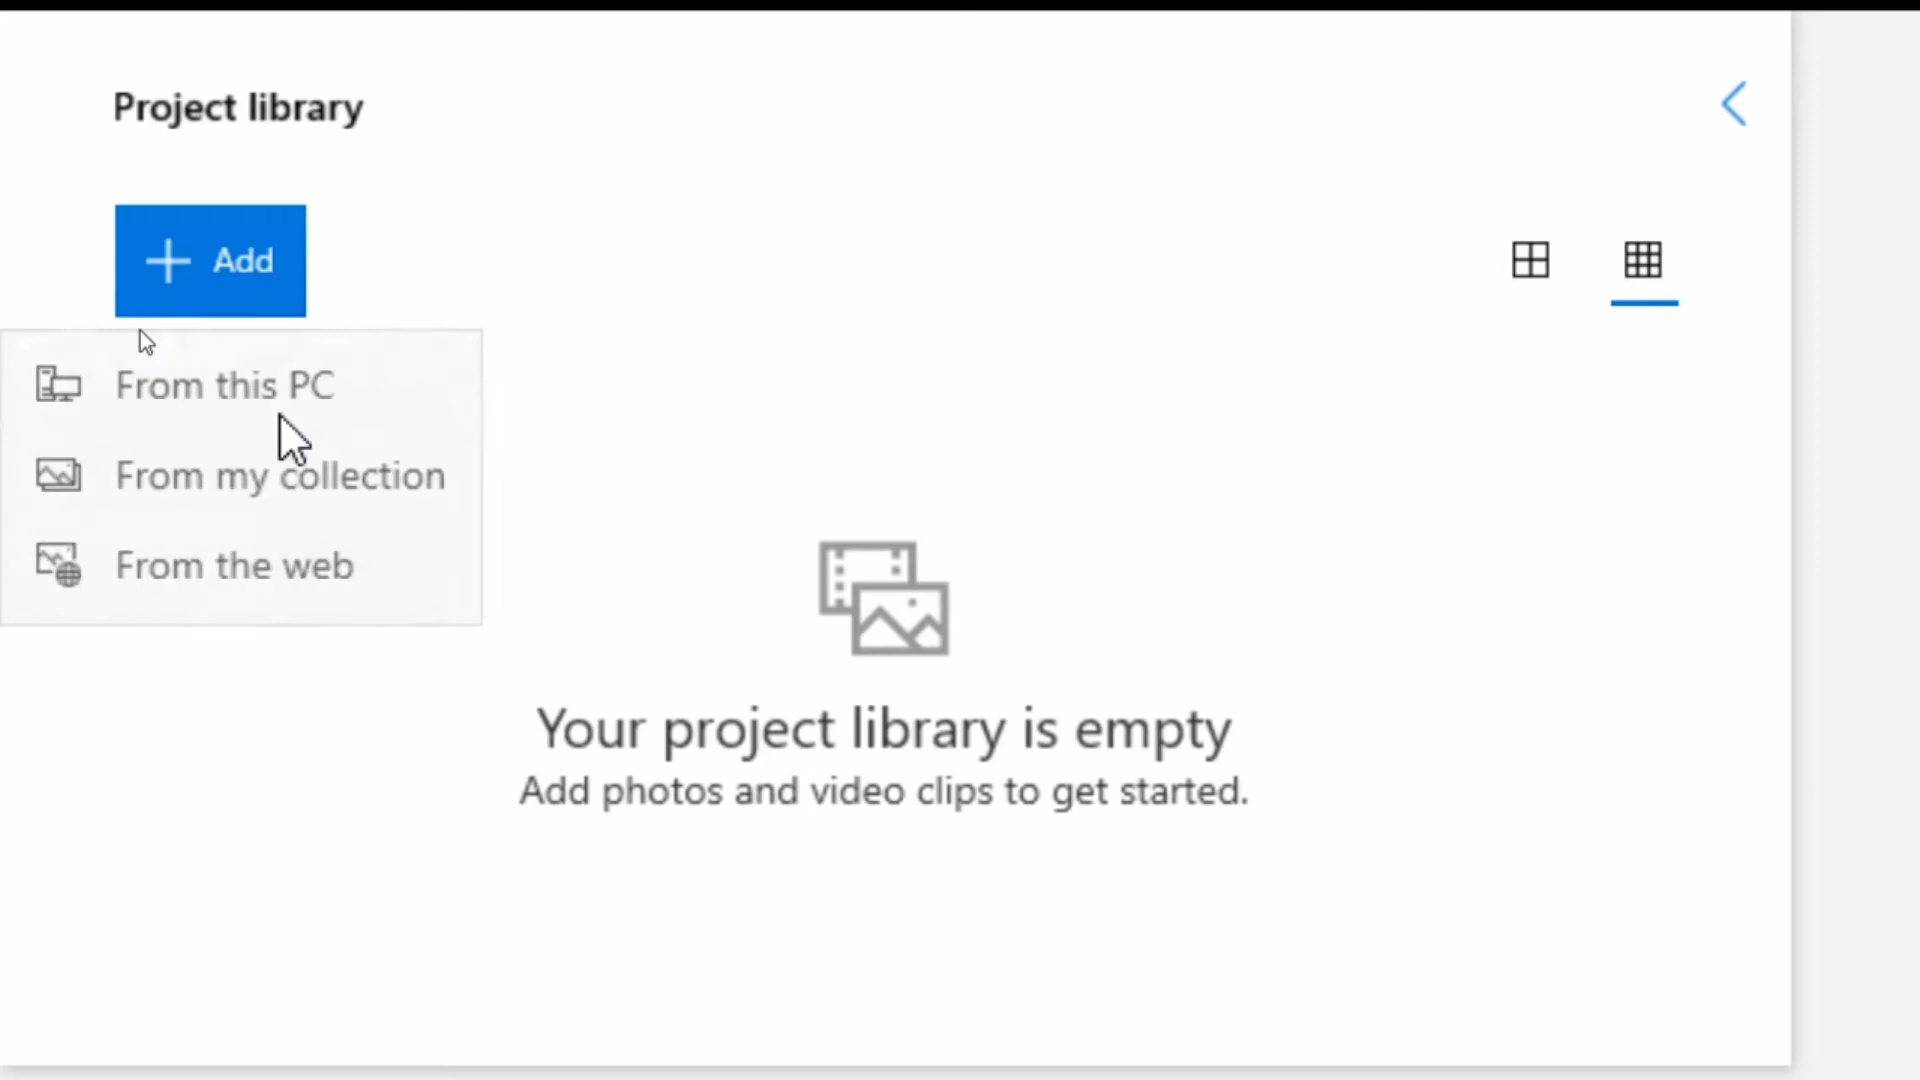 Project library
Add
From this PC
From my collection
From the web
Your project library is empty
Add photos and video clips to get started.